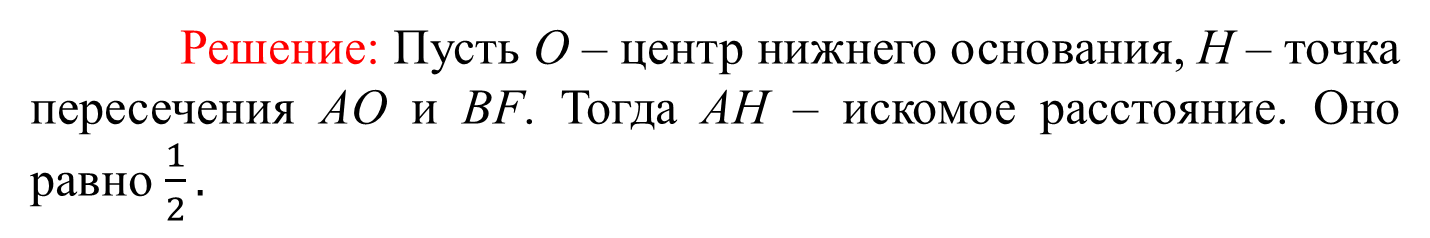 Решение: Пусть O – центр нижнего основания, H – точка
пересечения AO и BF. Тогда AH – искомое расстояние. Оно
равно 1/2 .